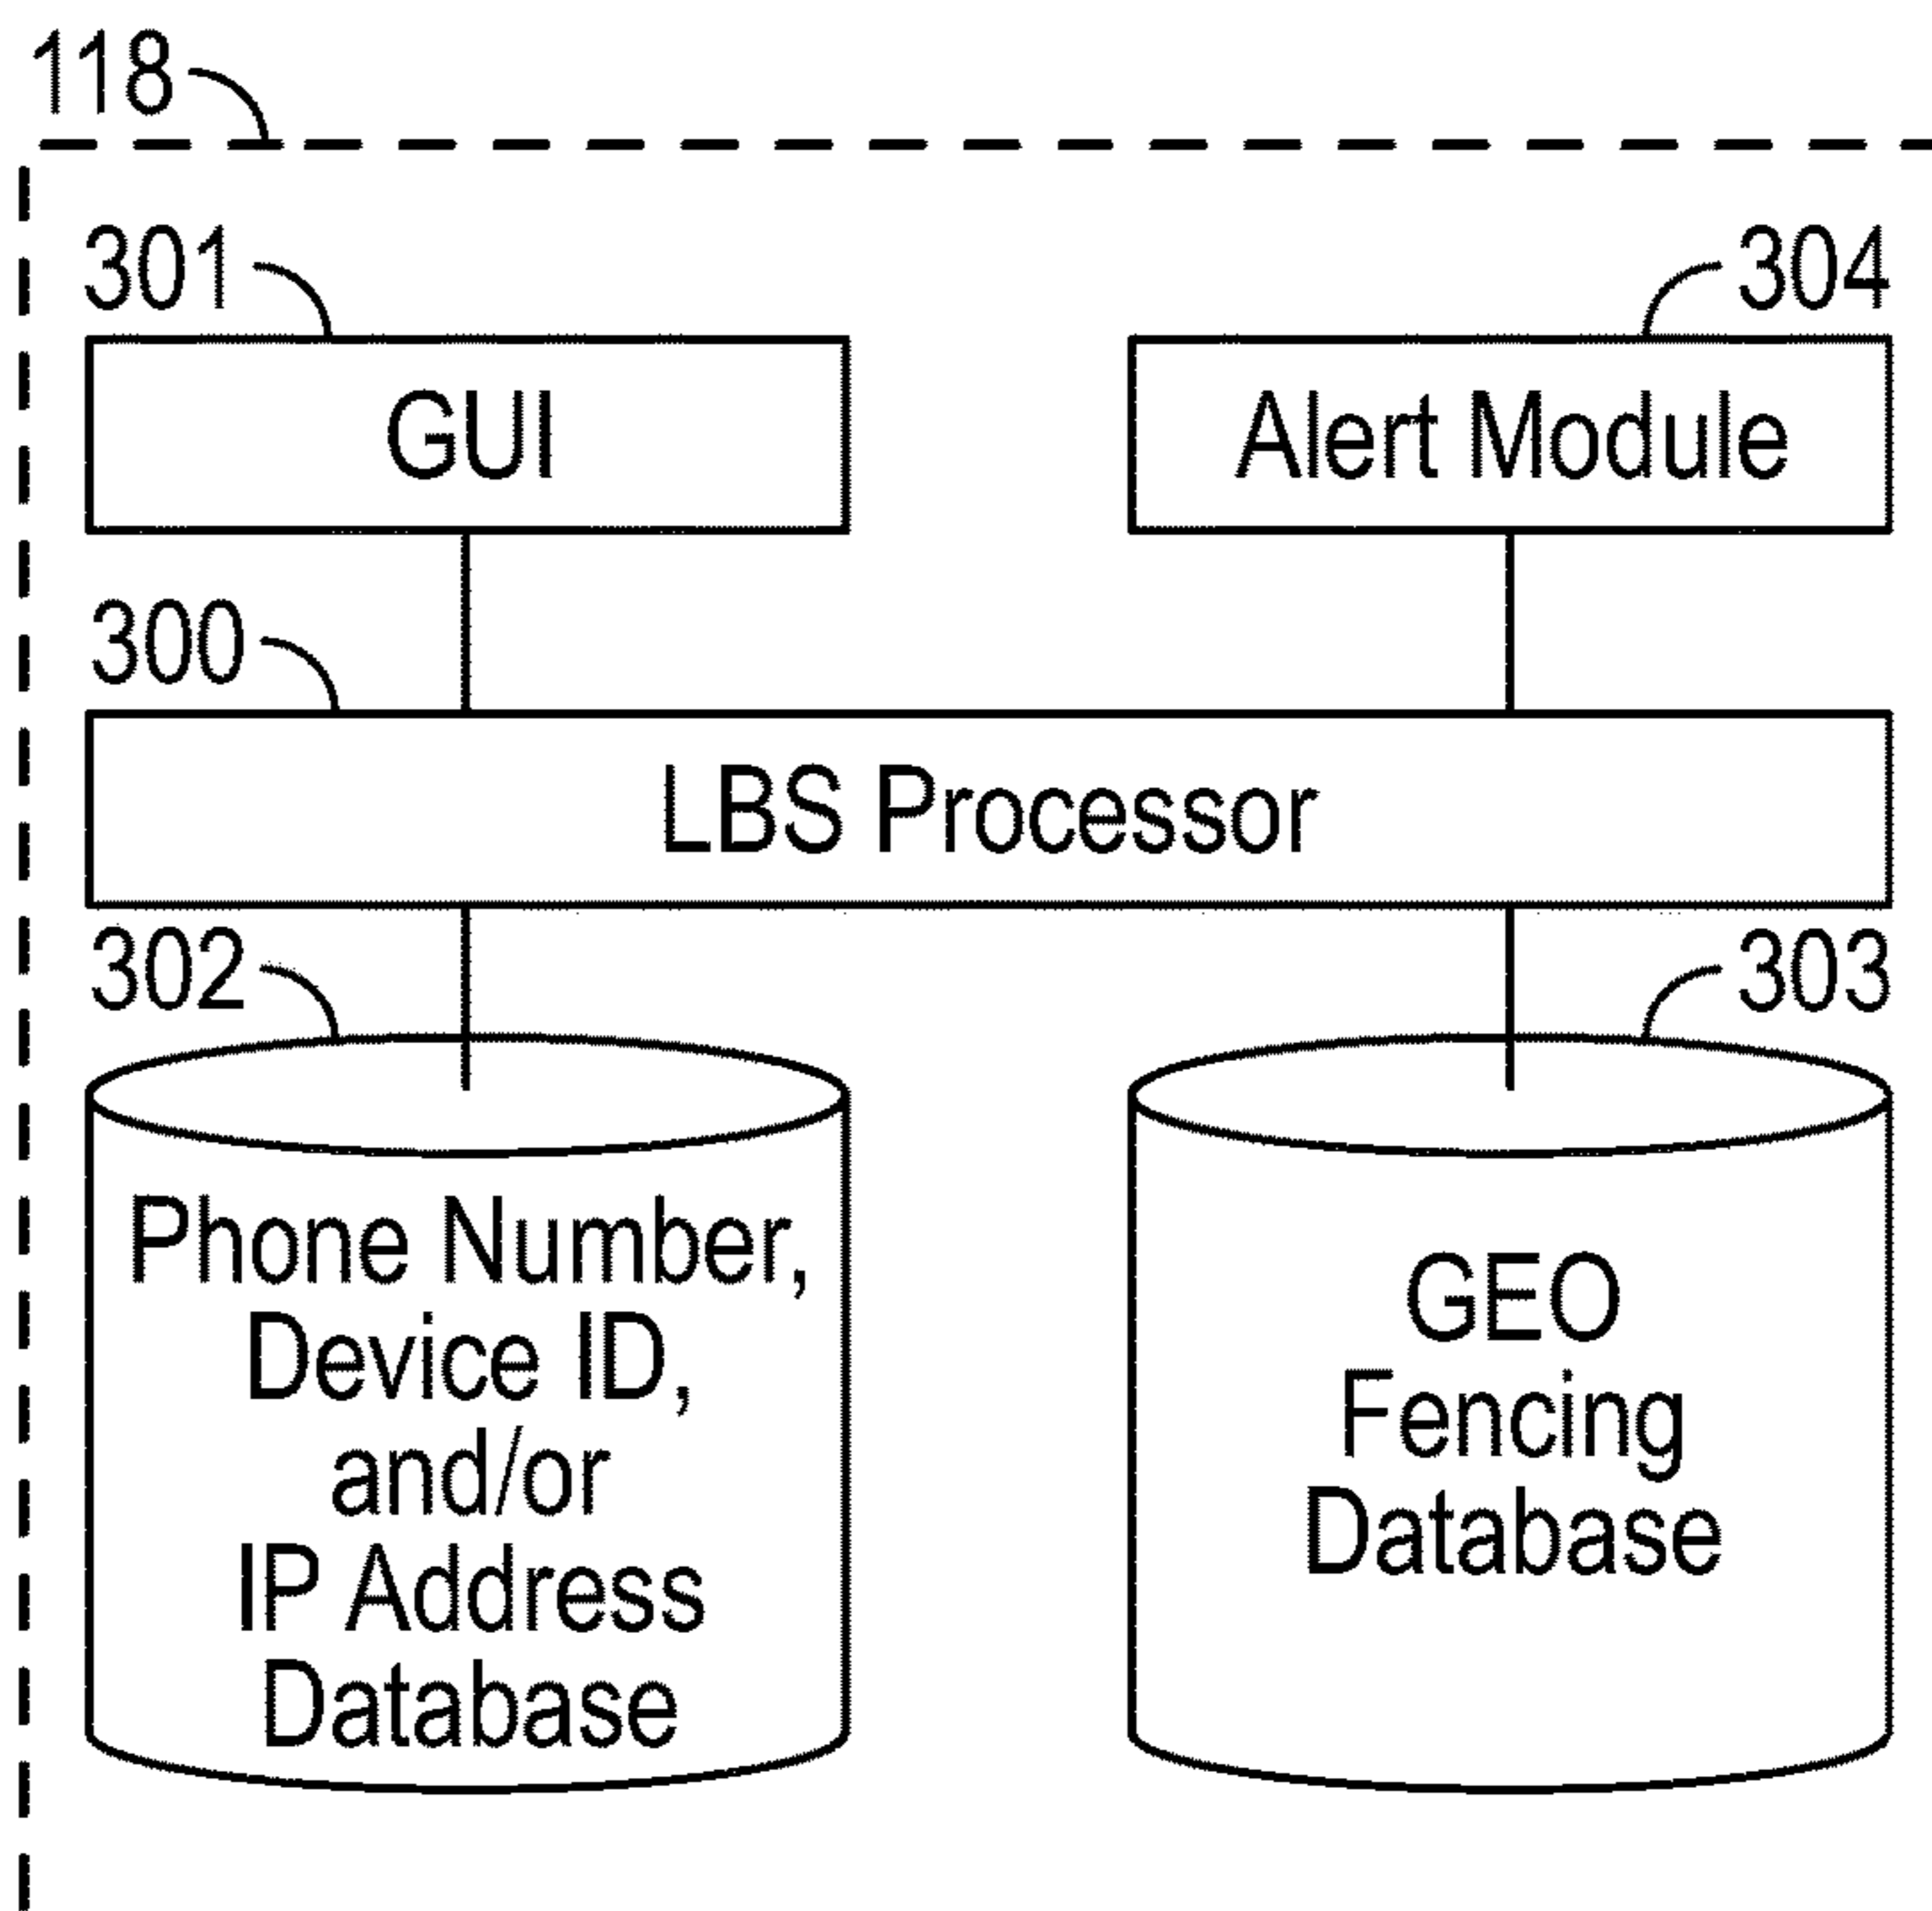 118
301
304
GUI
Alert Module
300
LBS Processor
302
303
Phone Number,
Device ID,
and/or
IP Address
Database
GEO
Fencing
Database